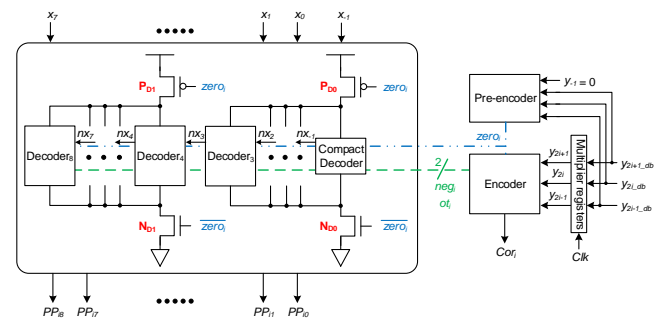 x7 ••••• x1 x0 x-1
PD1 zeroi PD0 zeroi
y-1 = 0
Pre-encoder
nx7 nx4 nx3 nx2 nx-1
zeroi
Decoder8 Decoder4 Decoder3 Compact Decoder
2
negi
oti
Encoder
y2i+1
y2i
y2i-1
Multiplier registers
y2i+1_db
y2i_db
y2i-1_db
ND1 zeroi ND0 zeroi
Cori Clk
PPi8 PPi7 ••••• PPi1 PPi0